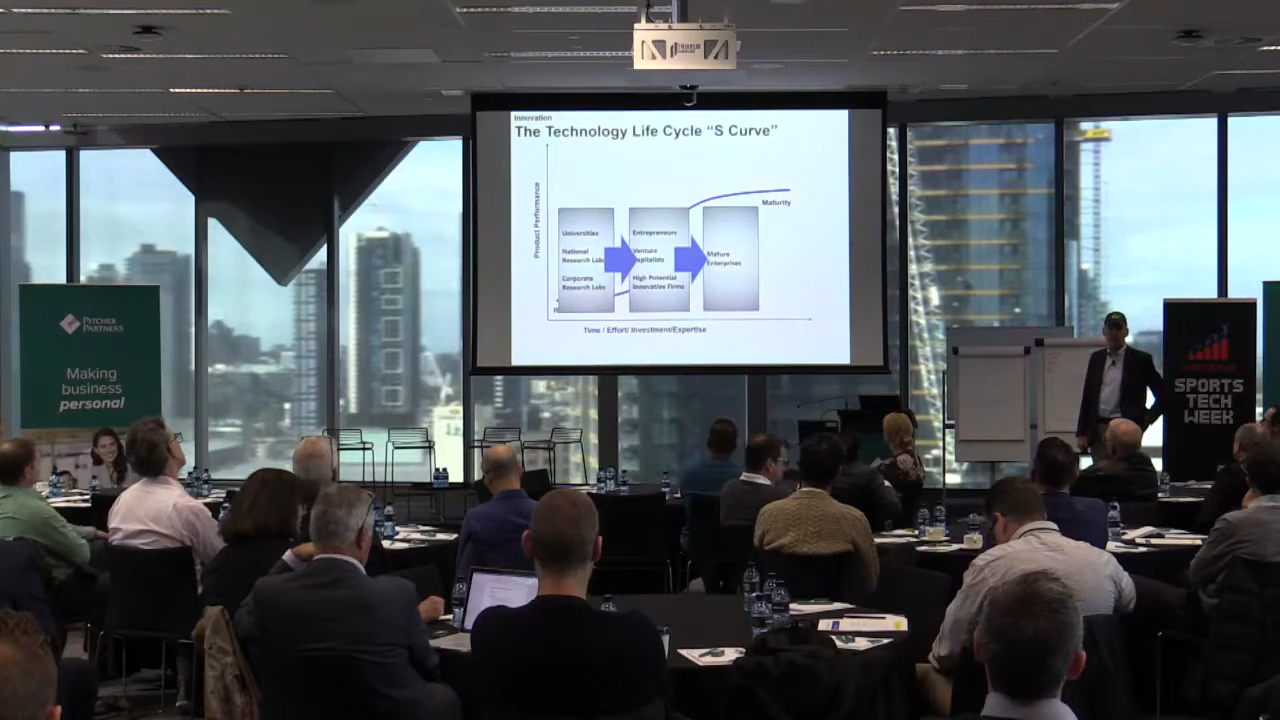 Innovation
The Technology Life Cycle “S Curve”
Product Performance
Universities
National
Research Labs
Corporate
Research Labs
Entrepreneurs
Venture
Capitalists
High Potential
Innovative Firms
Mature
Enterprises
Maturity
Time / Effort/ Investment/Expertise
PITCHER
PARTNERS
Making
business
personal
SPORTS
TECH
WEEK